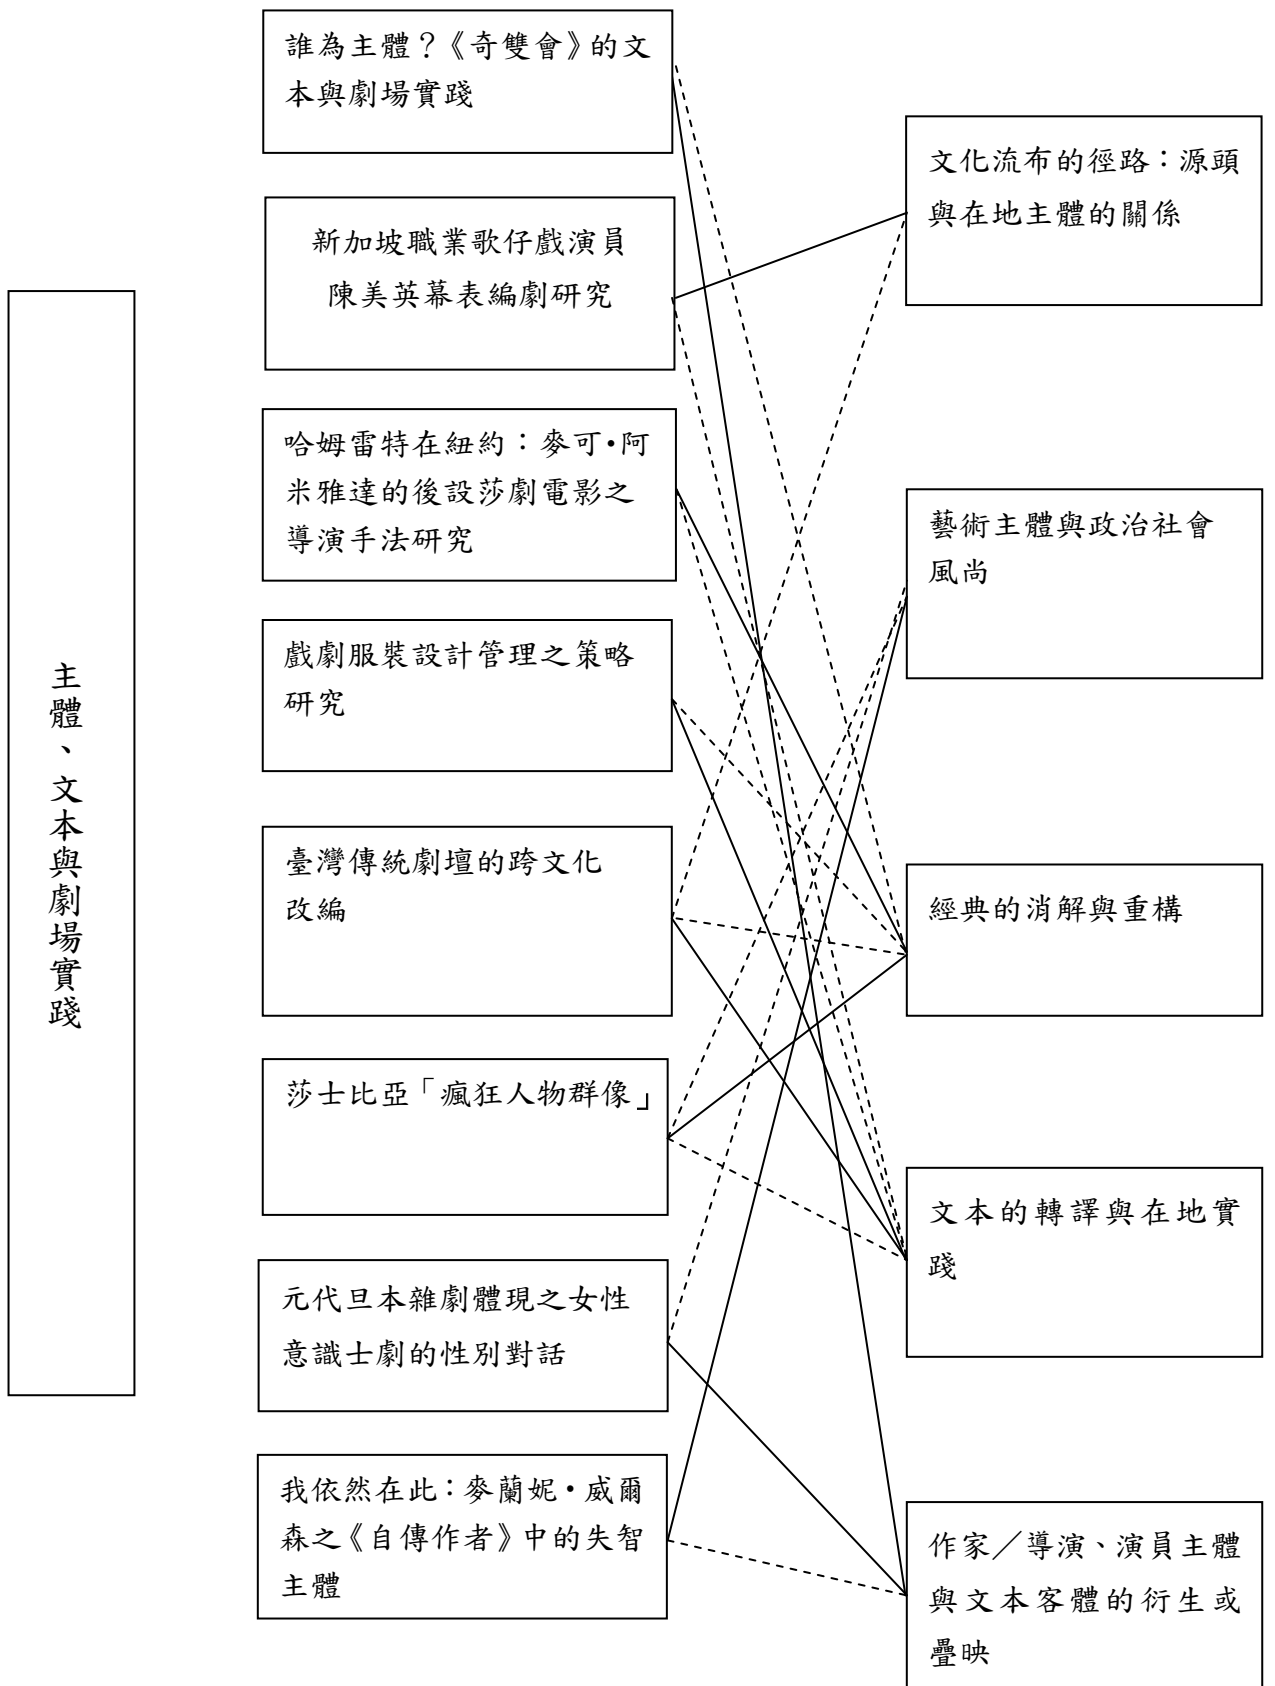 主體、文本與劇場實踐
誰為主體？《奇雙會》的文
本與劇場實踐
新加坡職業歌仔戲演員
陳美英幕表編劇研究
哈姆雷特在紐約：麥可•阿
米雅達的後設莎劇電影之
導演手法研究
戲劇服裝設計管理之策略
研究
臺灣傳統劇壇的跨文化
改編
莎士比亞「瘋狂人物群像」
元代旦本雜劇體現之女性
意識士劇的性別對話
我依然在此：麥蘭妮•威爾
森之《自傳作者》中的失智
主體
文化流布的徑路：源頭
與在地主體的關係
藝術主體與政治社會
風尚
經典的消解與重構
文本的轉譯與在地實
踐
作家／導演、演員主體
與文本客體的衍生或
疊映